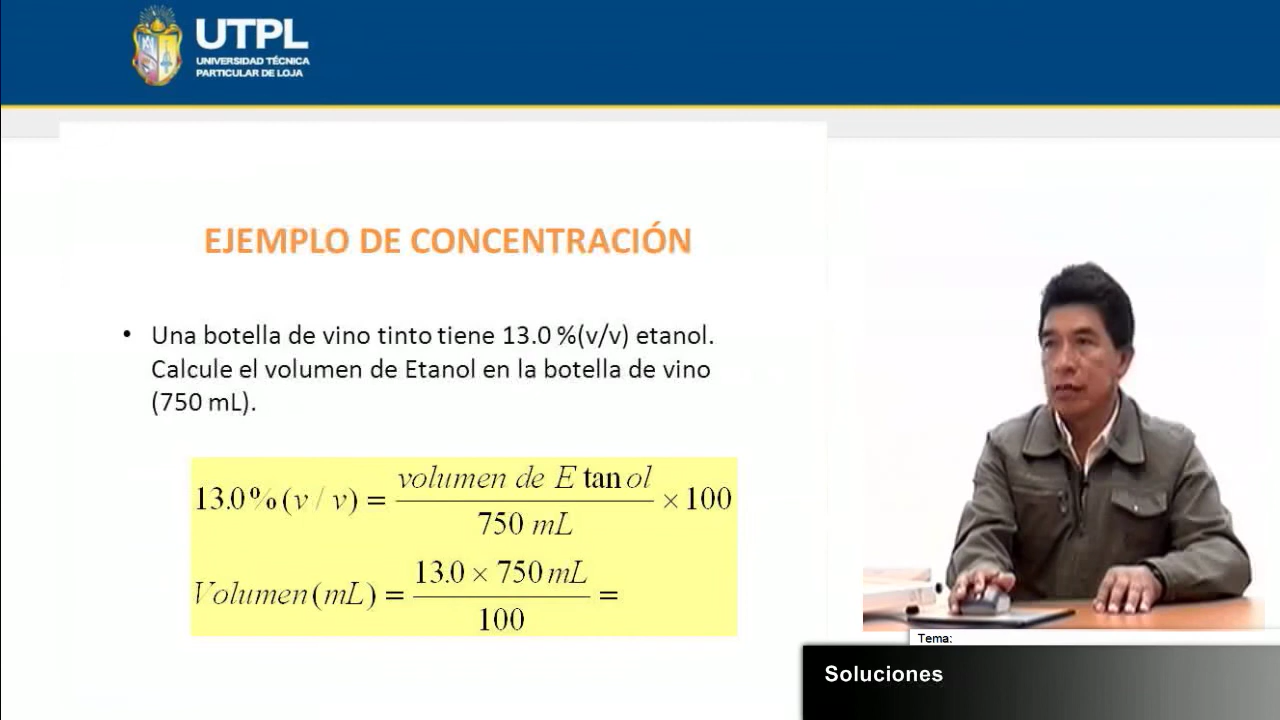 UTPL
UNIVERSIDAD TÉCNICA
PARTICULAR DE LOJA
EJEMPLO DE CONCENTRACIÓN
• Una botella de vino tinto tiene 13.0 %(v/v) etanol.
Calcule el volumen de Etanol en la botella de vino
(750 mL).
13.0% (v / v) = volumen de E tan ol / 750 mL × 100
Volumen (mL) = 13.0 × 750 mL / 100 =
Tema:
Soluciones